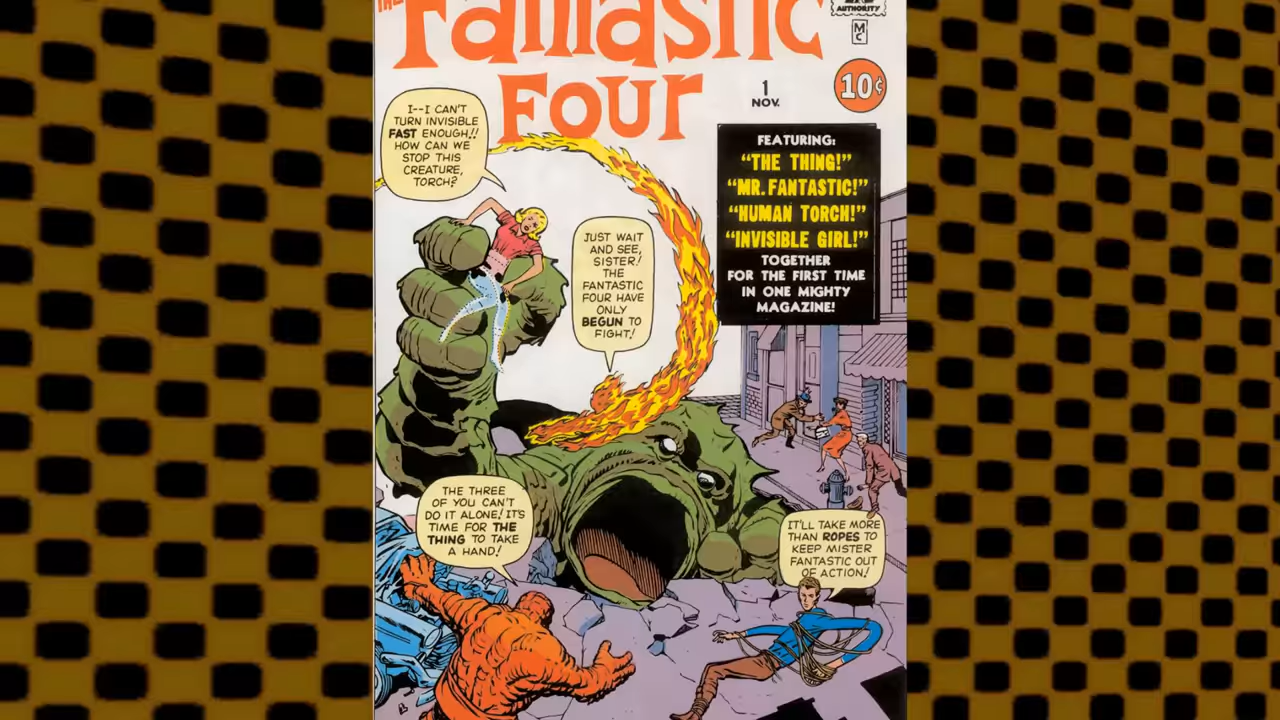 THE
Fantastic
FOUR
AUTHORITY
M
C
1
NOV.
10¢
I--I CAN'T
TURN INVISIBLE
FAST ENOUGH!!
HOW CAN WE
STOP THIS
CREATURE,
TORCH?
FEATURING:
"THE THING!"
"MR. FANTASTIC!"
"HUMAN TORCH!"
"INVISIBLE GIRL!"
TOGETHER
FOR THE FIRST TIME
IN ONE MIGHTY
MAGAZINE!
JUST WAIT
AND SEE,
SISTER!
THE
FANTASTIC
FOUR HAVE
ONLY
BEGUN TO
FIGHT!
THE THREE
OF YOU CAN'T
DO IT ALONE! IT'S
TIME FOR THE
THING TO TAKE
A HAND!
IT'LL TAKE MORE
THAN ROPES TO
KEEP MISTER
FANTASTIC OUT
OF ACTION!